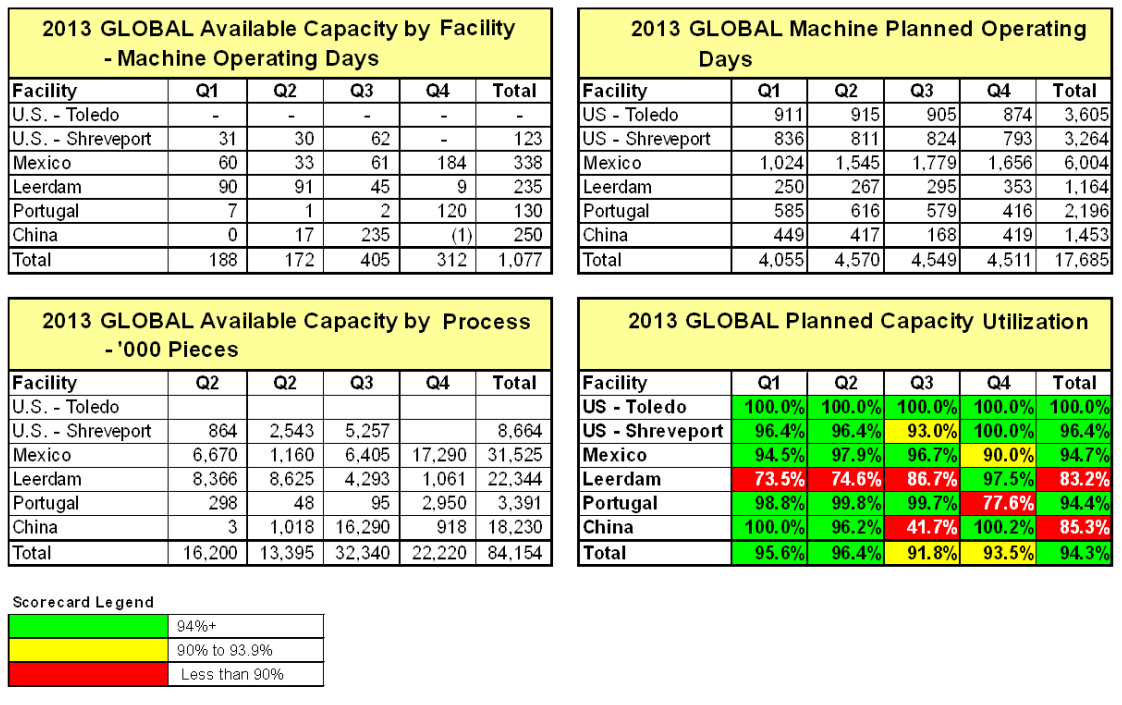 2013 GLOBAL Available Capacity by Facility
- Machine Operating Days
Facility Q1 Q2 Q3 Q4 Total
U.S. - Toledo - - - - -
U.S. - Shreveport 31 30 62 - 123
Mexico 60 33 61 184 338
Leerdam 90 91 45 9 235
Portugal 7 1 2 120 130
China 0 17 235 (1) 250
Total 188 172 405 312 1,077
2013 GLOBAL Machine Planned Operating
Days
Facility Q1 Q2 Q3 Q4 Total
US - Toledo 911 915 905 874 3,605
US - Shreveport 836 811 824 793 3,264
Mexico 1,024 1,545 1,779 1,656 6,004
Leerdam 250 267 295 353 1,164
Portugal 585 616 579 416 2,196
China 449 417 168 419 1,453
Total 4,055 4,570 4,549 4,511 17,685
2013 GLOBAL Available Capacity by Process
- '000 Pieces
Facility Q2 Q2 Q3 Q4 Total
U.S. - Toledo
U.S. - Shreveport 864 2,543 5,257 8,664
Mexico 6,670 1,160 6,405 17,290 31,525
Leerdam 8,366 8,625 4,293 1,061 22,344
Portugal 298 48 95 2,950 3,391
China 3 1,018 16,290 918 18,230
Total 16,200 13,395 32,340 22,220 84,154
2013 GLOBAL Planned Capacity Utilization
Facility Q1 Q2 Q3 Q4 Total
US - Toledo 100.0% 100.0% 100.0% 100.0% 100.0%
US - Shreveport 96.4% 96.4% 93.0% 100.0% 96.4%
Mexico 94.5% 97.9% 96.7% 90.0% 94.7%
Leerdam 73.5% 74.6% 86.7% 97.5% 83.2%
Portugal 98.8% 99.8% 99.7% 77.6% 94.4%
China 100.0% 96.2% 41.7% 100.2% 85.3%
Total 95.6% 96.4% 91.8% 93.5% 94.3%
Scorecard Legend
94%+
90% to 93.9%
Less than 90%